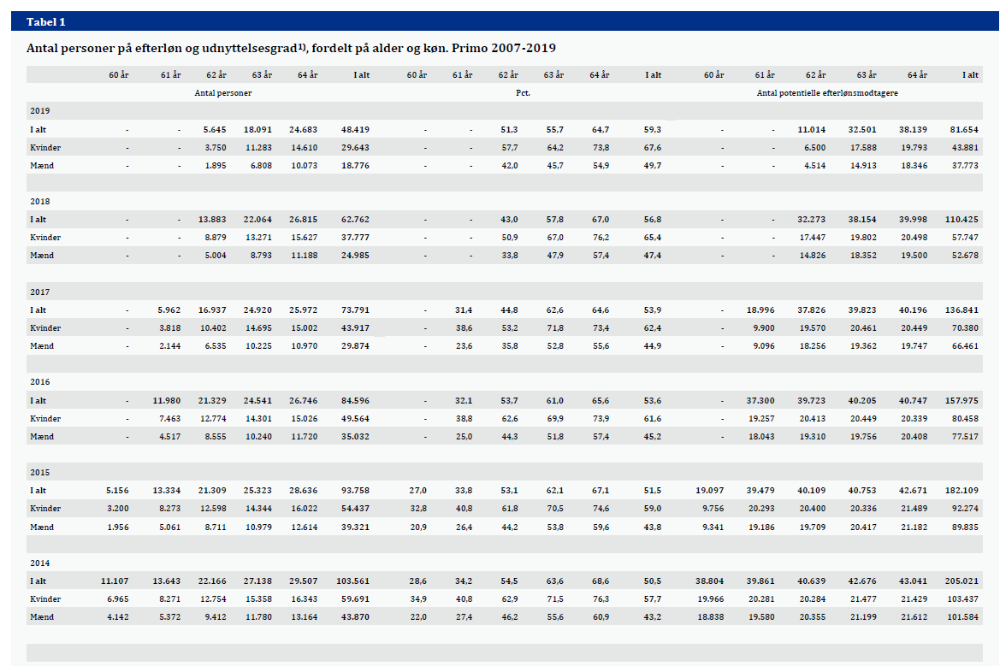 Tabel 1
Antal personer på efterløn og udnyttelsesgrad1), fordelt på alder og køn. Primo 2007-2019
60 år 61 år 62 år 63 år 64 år I alt 60 år 61 år 62 år 63 år 64 år I alt 60 år 61 år 62 år 63 år 64 år I alt
Antal personer Pct. Antal potentielle efterlønsmodtagere
2019
I alt - - 5.645 18.091 24.683 48.419 - - 51,3 55,7 64,7 59,3 - - 11.014 32.501 38.139 81.654
Kvinder - - 3.750 11.283 14.610 29.643 - - 57,7 64,2 73,8 67,6 - - 6.500 17.588 19.793 43.881
Mænd - - 1.895 6.808 10.073 18.776 - - 42,0 45,7 54,9 49,7 - - 4.514 14.913 18.346 37.773
2018
I alt - - 13.883 22.064 26.815 62.762 - - 43,0 57,8 67,0 56,8 - - 32.273 38.154 39.998 110.425
Kvinder - - 8.879 13.271 15.627 37.777 - - 50,9 67,0 76,2 65,4 - - 17.447 19.802 20.498 57.747
Mænd - - 5.004 8.793 11.188 24.985 - - 33,8 47,9 57,4 47,4 - - 14.826 18.352 19.500 52.678
2017
I alt - 5.962 16.937 24.920 25.972 73.791 - 31,4 44,8 62,6 64,6 53,9 - 18.996 37.826 39.823 40.196 136.841
Kvinder - 3.818 10.402 14.695 15.002 43.917 - 38,6 53,2 71,8 73,4 62,4 - 9.900 19.570 20.461 20.449 70.380
Mænd - 2.144 6.535 10.225 10.970 29.874 - 23,6 35,8 52,8 55,6 44,9 - 9.096 18.256 19.362 19.747 66.461
2016
I alt - 11.980 21.329 24.541 26.746 84.596 - 32,1 53,7 61,0 65,6 53,6 - 37.300 39.723 40.205 40.747 157.975
Kvinder - 7.463 12.774 14.301 15.026 49.564 - 38,8 62,6 69,9 73,9 61,6 - 19.257 20.413 20.449 20.339 80.458
Mænd - 4.517 8.555 10.240 11.720 35.032 - 25,0 44,3 51,8 57,4 45,2 - 18.043 19.310 19.756 20.408 77.517
2015
I alt 5.156 13.334 21.309 25.323 28.636 93.758 27,0 33,8 53,1 62,1 67,1 51,5 19.097 39.479 40.109 40.753 42.671 182.109
Kvinder 3.200 8.273 12.598 14.344 16.022 54.437 32,8 40,8 61,8 70,5 74,6 59,0 9.756 20.293 20.400 20.336 21.489 92.274
Mænd 1.956 5.061 8.711 10.979 12.614 39.321 20,9 26,4 44,2 53,8 59,6 43,8 9.341 19.186 19.709 20.417 21.182 89.835
2014
I alt 11.107 13.643 22.166 27.138 29.507 103.561 28,6 34,2 54,5 63,6 68,6 50,5 38.804 39.861 40.639 42.676 43.041 205.021
Kvinder 6.965 8.271 12.754 15.358 16.343 59.691 34,9 40,8 62,9 71,5 76,3 57,7 19.966 20.281 20.284 21.477 21.429 103.437
Mænd 4.142 5.372 9.412 11.780 13.164 43.870 22,0 27,4 46,2 55,6 60,9 43,2 18.838 19.580 20.355 21.199 21.612 101.584